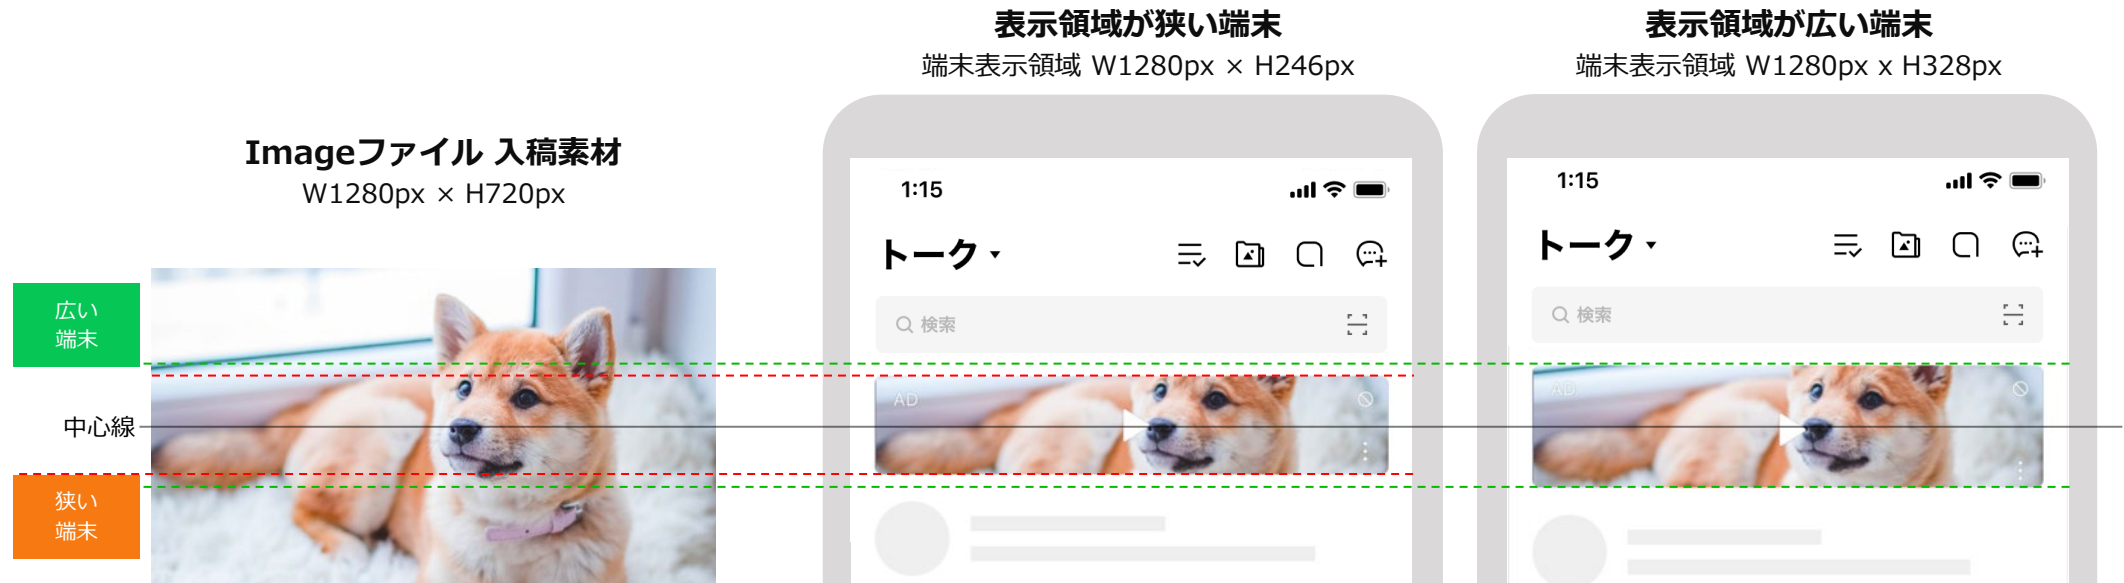 表示領域が狭い端末
端末表示領域 W1280px × H246px
表示領域が広い端末
端末表示領域 W1280px x H328px
Imageファイル 入稿素材
W1280px × H720px
広い
端末
中心線
狭い
端末
1:15
トーク
検索
AD
1:15
トーク
検索
AD